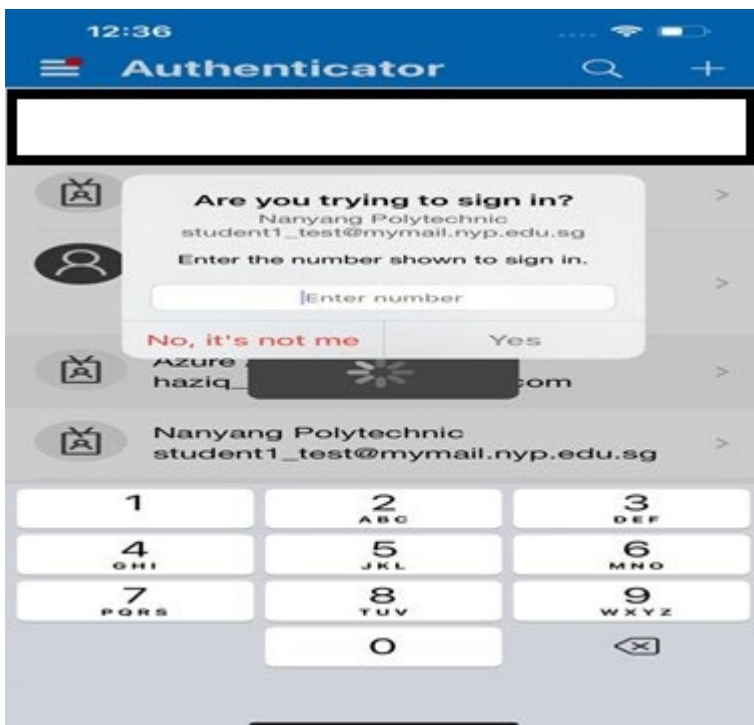 12:36
Authenticator
Are you trying to sign in?
Nanyang Polytechnic
student1_test@mymail.nyp.edu.sg
Enter the number shown to sign in.
Enter number
No, it's not me
Yes
Azure
haziq_ com
Nanyang Polytechnic
student1_test@mymail.nyp.edu.sg
1
2
ABC
3
DEF
4
GHI
5
JKL
6
MNO
7
PQRS
8
TUV
9
WXYZ
0